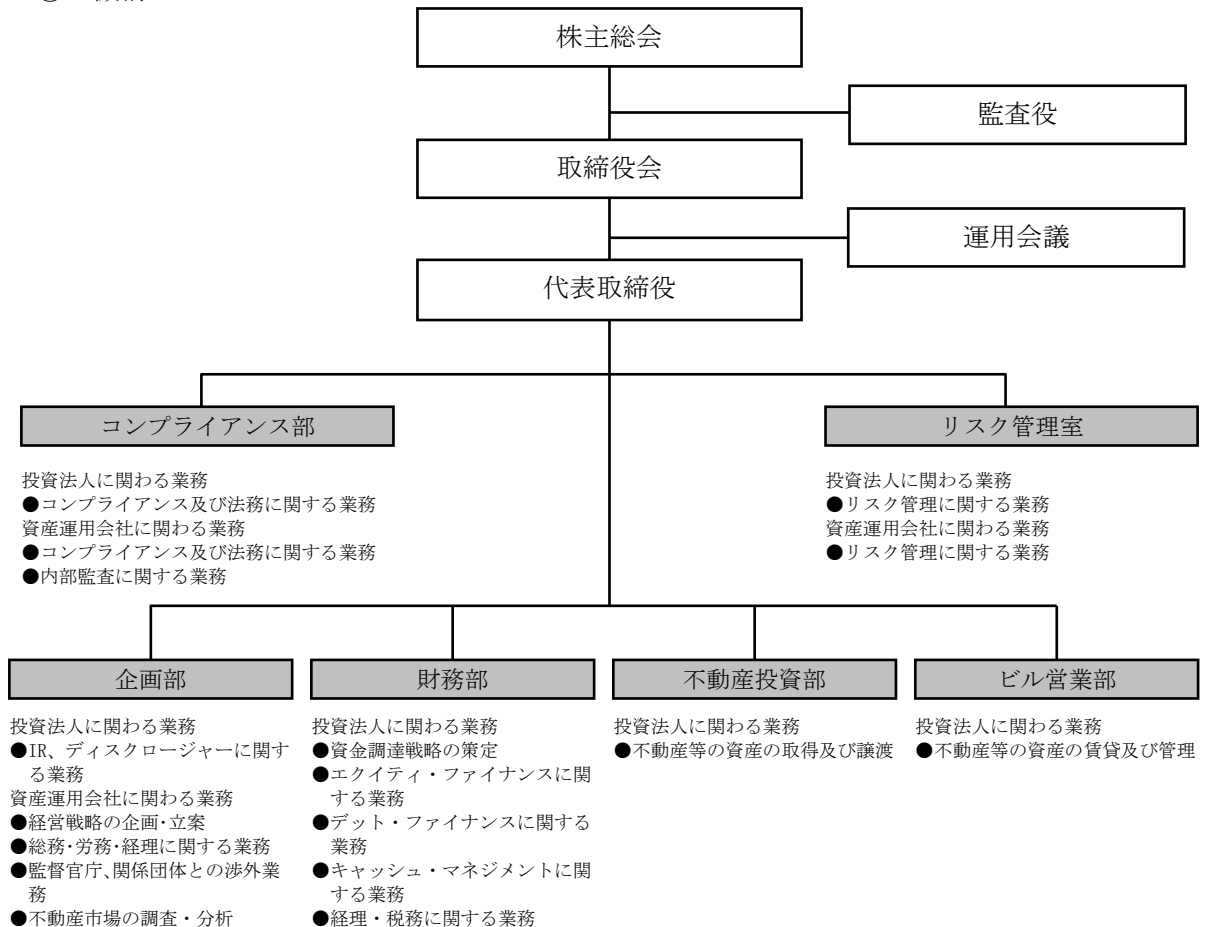 株主総会
監査役
取締役会
運用会議
代表取締役
コンプライアンス部
投資法人に関わる業務
●コンプライアンス及び法務に関する業務
資産運用会社に関わる業務
●コンプライアンス及び法務に関する業務
●内部監査に関する業務
リスク管理室
投資法人に関わる業務
●リスク管理に関する業務
資産運用会社に関わる業務
●リスク管理に関する業務
企画部
投資法人に関わる業務
●IR、ディスクロージャーに関す
る業務
資産運用会社に関わる業務
●経営戦略の企画･立案
●総務･労務･経理に関する業務
●監督官庁､関係団体との渉外業
務
●不動産市場の調査・分析
財務部
投資法人に関わる業務
●資金調達戦略の策定
●エクイティ・ファイナンスに関
する業務
●デット・ファイナンスに関する
業務
●キャッシュ・マネジメントに関
する業務
●経理・税務に関する業務
不動産投資部
投資法人に関わる業務
●不動産等の資産の取得及び譲渡
ビル営業部
投資法人に関わる業務
●不動産等の資産の賃貸及び管理